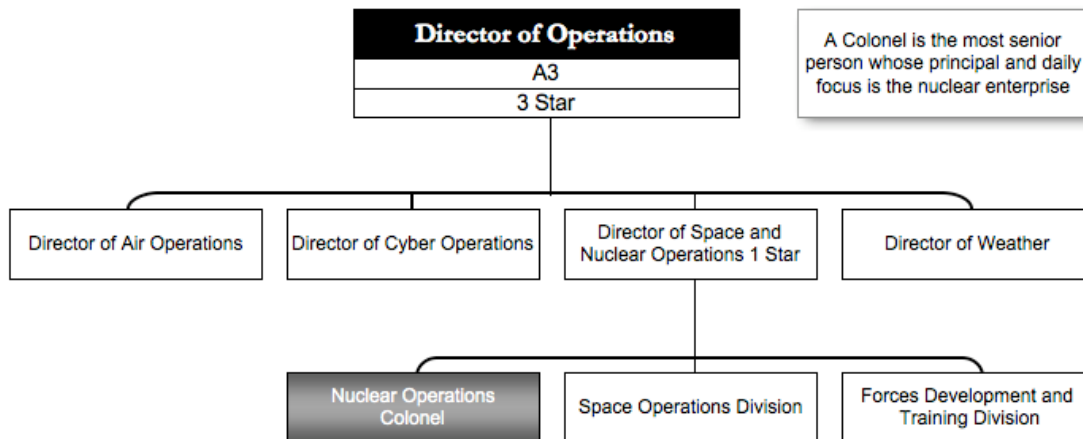 Director of Operations
A3
3 Star
A Colonel is the most senior
person whose principal and daily
focus is the nuclear enterprise
Director of Air Operations
Director of Cyber Operations
Director of Space and
Nuclear Operations 1 Star
Director of Weather
Nuclear Operations
Colonel
Space Operations Division
Forces Development and
Training Division